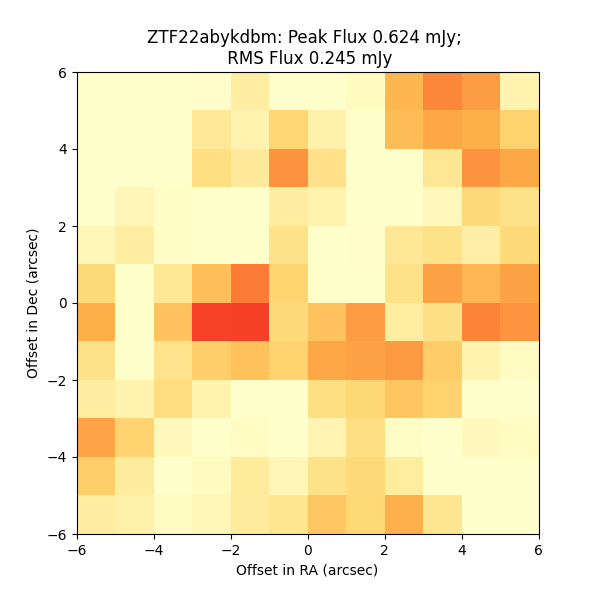 ZTF22abykdbm: Peak Flux 0.624 mJy;
RMS Flux 0.245 mJy
6
4
2
0
−2
−4
−6
Offset in Dec (arcsec)
−6 −4 −2 0 2 4 6
Offset in RA (arcsec)